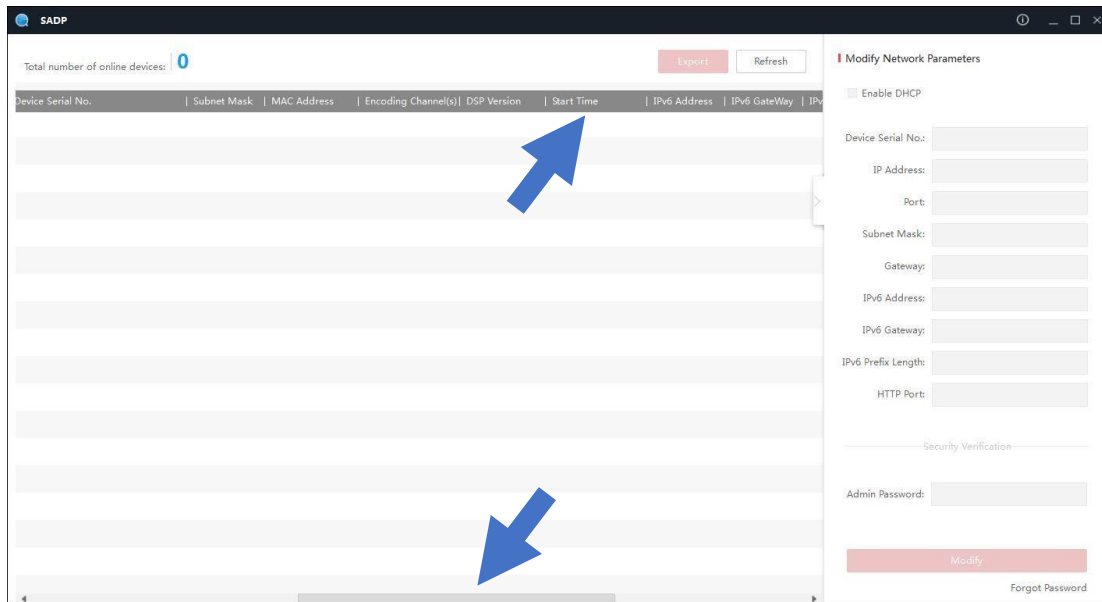 SADP
Total number of online devices: 0
Export
Refresh
Device Serial No. | Subnet Mask | MAC Address | Encoding Channel(s) | DSP Version | Start Time | IPv6 Address | IPv6 GateWay | IPv
Modify Network Parameters
Enable DHCP
Device Serial No.:
IP Address:
Port:
Subnet Mask:
Gateway:
IPv6 Address:
IPv6 Gateway:
IPv6 Prefix Length:
HTTP Port:
Security Verification
Admin Password:
Modify
Forgot Password